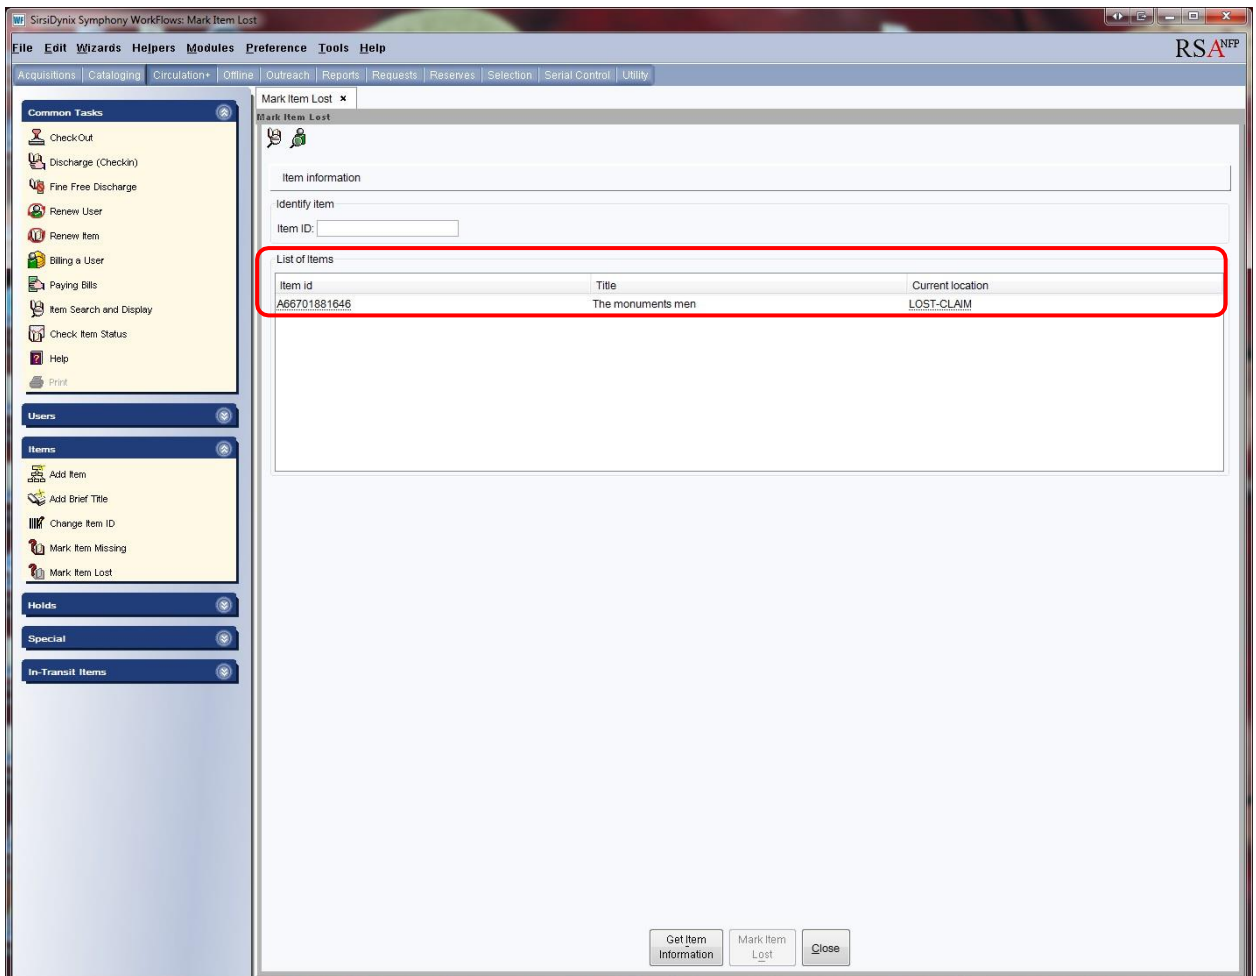 WF SirsiDynix Symphony WorkFlows: Mark Item Lost
File Edit Wizards Helpers Modules Preference Tools Help
RSANFP
Acquisitions Cataloging Circulation+ Offline Outreach Reports Requests Reserves Selection Serial Control Utility
Mark Item Lost ×
Mark Item Lost
Common Tasks
CheckOut
Discharge (Checkin)
Fine Free Discharge
Renew User
Renew Item
Billing a User
Paying Bills
Item Search and Display
Check Item Status
Help
Print
Users
Items
Add Item
Add Brief Title
Change Item ID
Mark Item Missing
Mark Item Lost
Holds
Special
In-Transit Items
Item information
Identify item
Item ID:
List of Items
Item id Title Current location
A66701881646 The monuments men LOST-CLAIM
Get Item Information
Mark Item Lost
Close